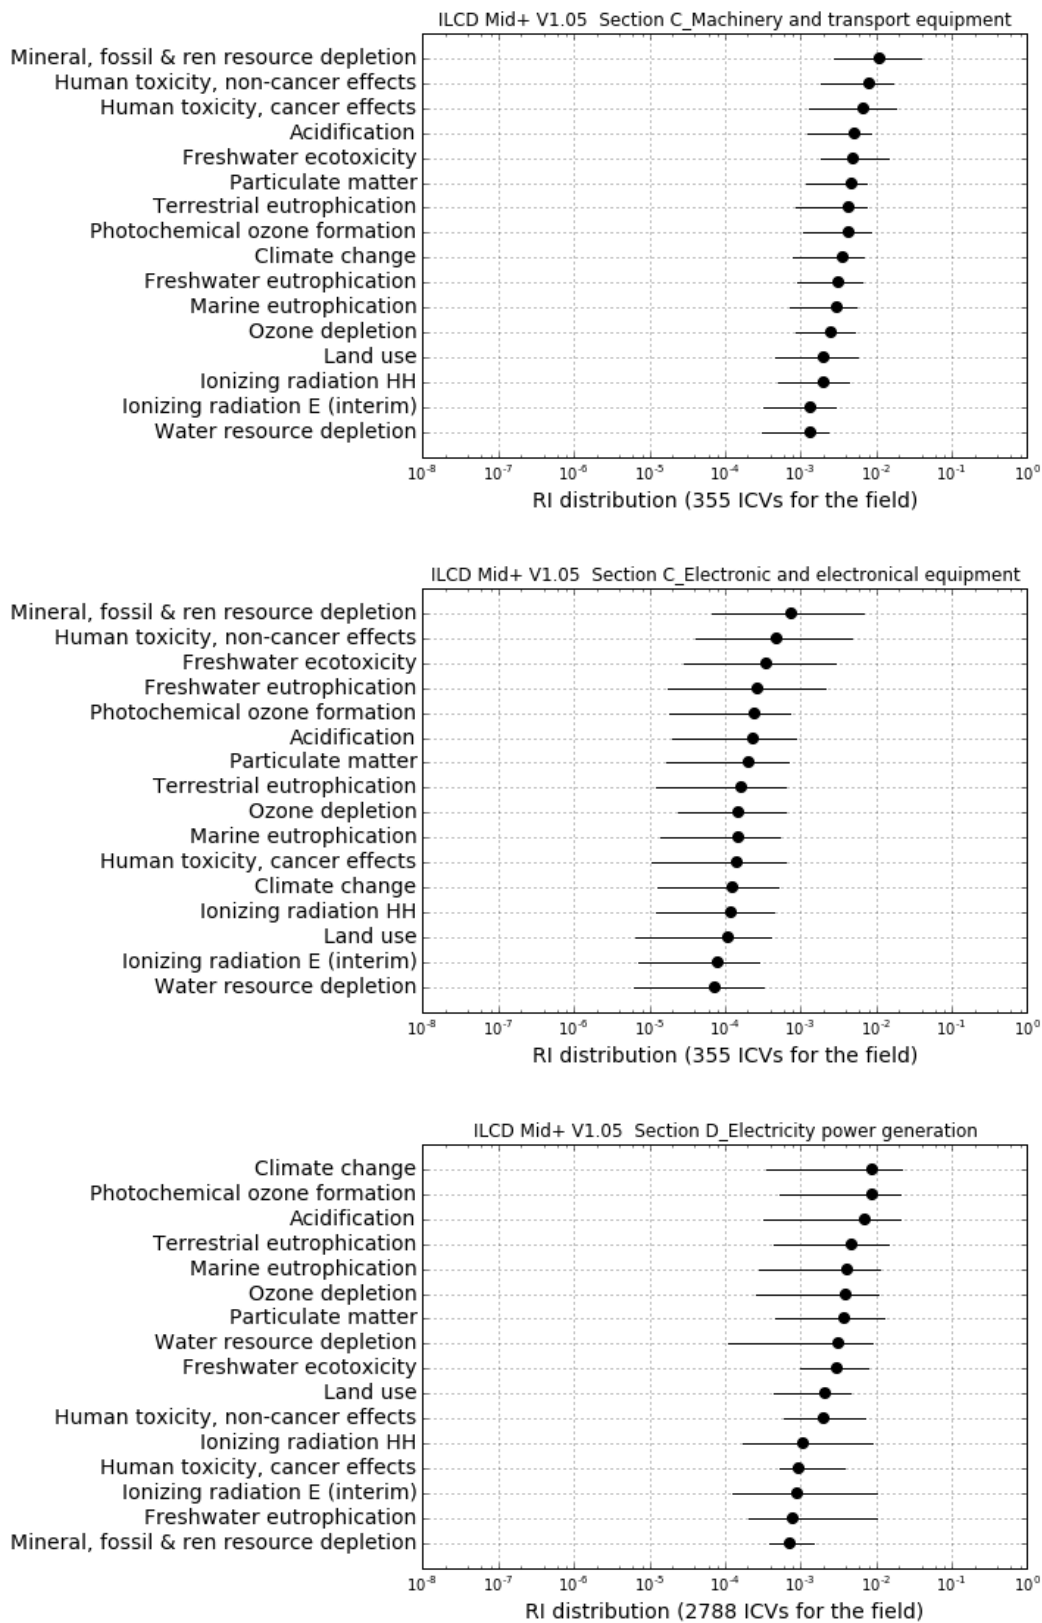 ILCD Mid+ V1.05  Section C_Machinery and transport equipment
Mineral, fossil & ren resource depletion
Human toxicity, non-cancer effects
Human toxicity, cancer effects
Acidification
Freshwater ecotoxicity
Particulate matter
Terrestrial eutrophication
Photochemical ozone formation
Climate change
Freshwater eutrophication
Marine eutrophication
Ozone depletion
Land use
Ionizing radiation HH
Ionizing radiation E (interim)
Water resource depletion
10⁻⁸ 10⁻⁷ 10⁻⁶ 10⁻⁵ 10⁻⁴ 10⁻³ 10⁻² 10⁻¹ 10⁰
RI distribution (355 ICVs for the field)
ILCD Mid+ V1.05  Section C_Electronic and electronical equipment
Mineral, fossil & ren resource depletion
Human toxicity, non-cancer effects
Freshwater ecotoxicity
Freshwater eutrophication
Photochemical ozone formation
Acidification
Particulate matter
Terrestrial eutrophication
Ozone depletion
Marine eutrophication
Human toxicity, cancer effects
Climate change
Ionizing radiation HH
Land use
Ionizing radiation E (interim)
Water resource depletion
10⁻⁸ 10⁻⁷ 10⁻⁶ 10⁻⁵ 10⁻⁴ 10⁻³ 10⁻² 10⁻¹ 10⁰
RI distribution (355 ICVs for the field)
ILCD Mid+ V1.05  Section D_Electricity power generation
Climate change
Photochemical ozone formation
Acidification
Terrestrial eutrophication
Marine eutrophication
Ozone depletion
Particulate matter
Water resource depletion
Freshwater ecotoxicity
Land use
Human toxicity, non-cancer effects
Ionizing radiation HH
Human toxicity, cancer effects
Ionizing radiation E (interim)
Freshwater eutrophication
Mineral, fossil & ren resource depletion
10⁻⁸ 10⁻⁷ 10⁻⁶ 10⁻⁵ 10⁻⁴ 10⁻³ 10⁻² 10⁻¹ 10⁰
RI distribution (2788 ICVs for the field)